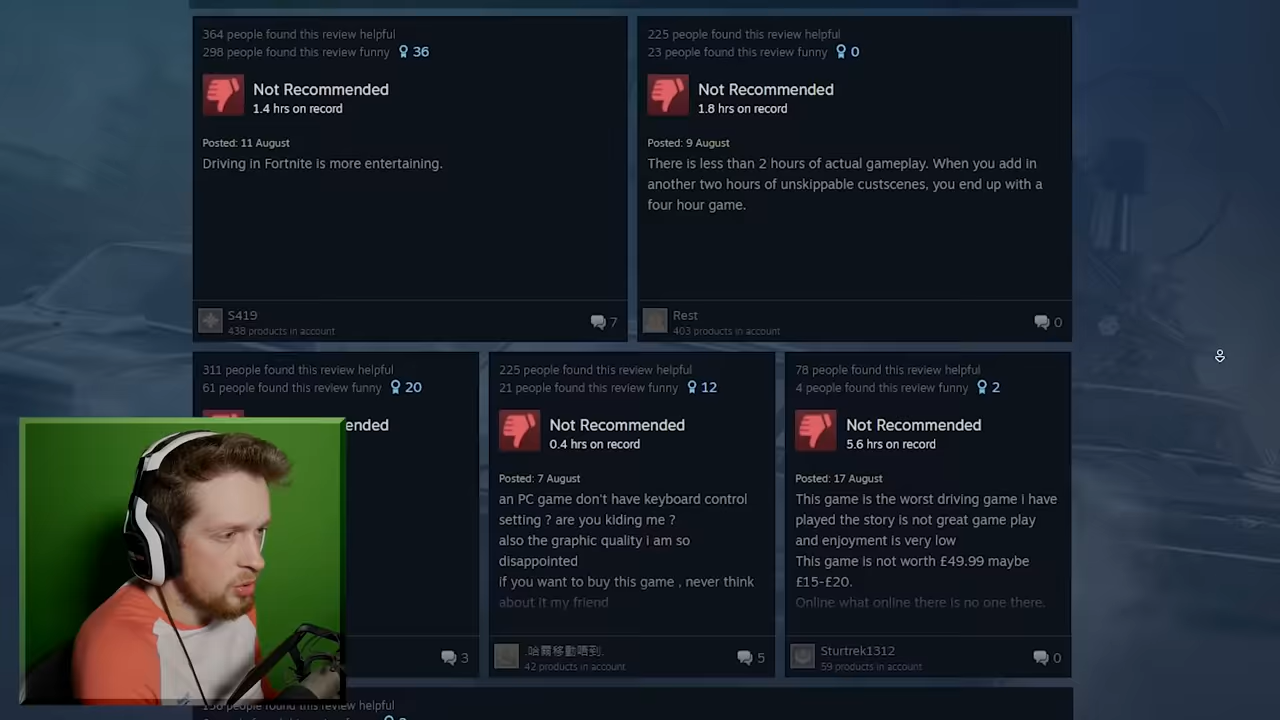 364 people found this review helpful
298 people found this review funny 36
Not Recommended
1.4 hrs on record
Posted: 11 August
Driving in Fortnite is more entertaining.
S419
438 products in account
7
225 people found this review helpful
23 people found this review funny 0
Not Recommended
1.8 hrs on record
Posted: 9 August
There is less than 2 hours of actual gameplay. When you add in
another two hours of unskippable custscenes, you end up with a
four hour game.
Rest
403 products in account
0
311 people found this review helpful
61 people found this review funny 20
ended
3
225 people found this review helpful
21 people found this review funny 12
Not Recommended
0.4 hrs on record
Posted: 7 August
an PC game don't have keyboard control
setting ? are you kiding me ?
also the graphic quality i am so
disappointed
if you want to buy this game , never think
about it my friend
42 products in account
5
78 people found this review helpful
4 people found this review funny 2
Not Recommended
5.6 hrs on record
Posted: 17 August
This game is the worst driving game i have
played the story is not great game play
and enjoyment is very low
This game is not worth £49.99 maybe
£15-£20.
Online what online there is no one there.
Sturtrek1312
59 products in account
0
people found this review helpful